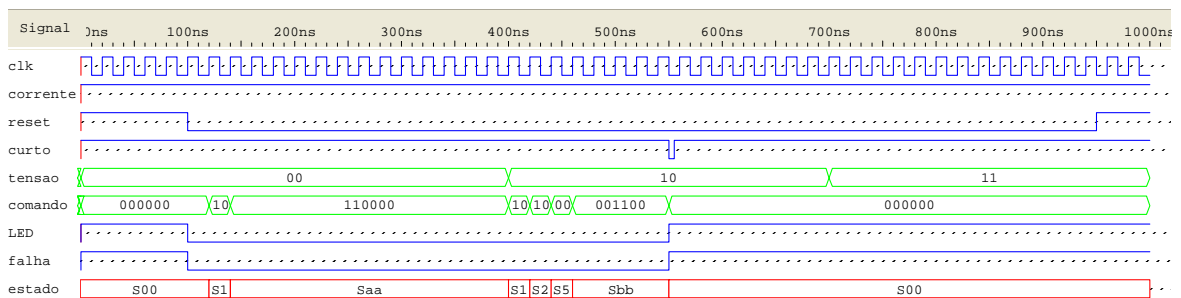 Signal 0ns 100ns 200ns 300ns 400ns 500ns 600ns 700ns 800ns 900ns 1000ns
clk
corrente
reset
curto
tensao 00 10 11
comando 000000 10 110000 10 10 00 001100 000000
LED
falha
estado S00 S1 Saa S1 S2 S5 Sbb S00